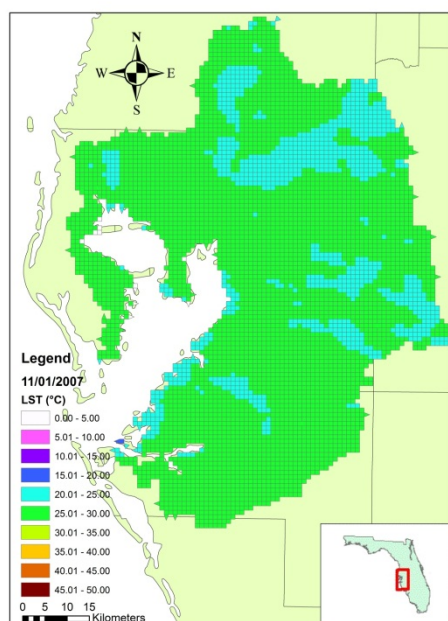 N
W E
S
Legend
11/01/2007
LST (°C)
0.00 - 5.00
5.01 - 10.00
10.01 - 15.00
15.01 - 20.00
20.01 - 25.00
25.01 - 30.00
30.01 - 35.00
35.01 - 40.00
40.01 - 45.00
45.01 - 50.00
0 5 10 15
Kilometers